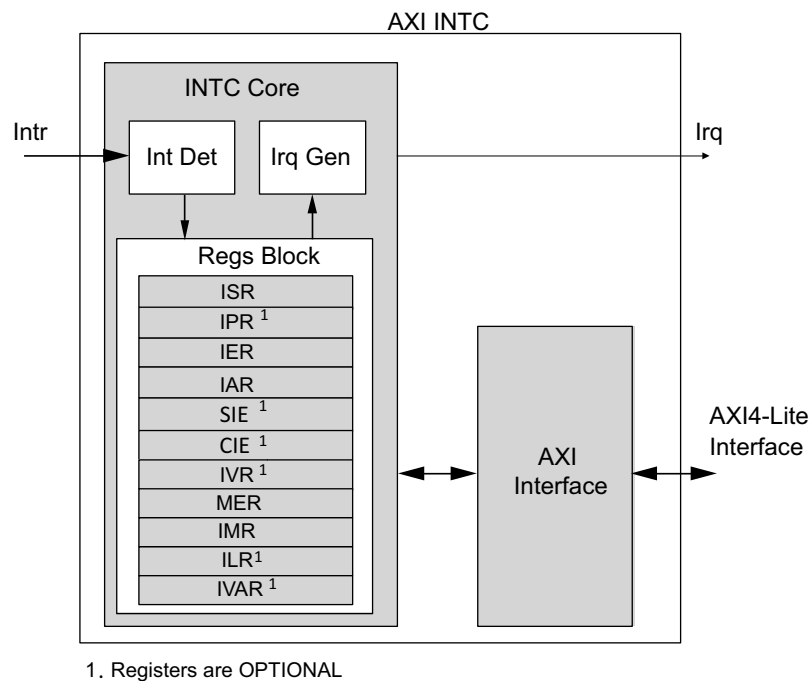 AXI INTC
INTC Core
Intr
Int Det
Irq Gen
Irq
Regs Block
ISR
IPR 1
IER
IAR
SIE 1
CIE 1
IVR 1
MER
IMR
ILR1
IVAR 1
AXI
Interface
AXI4-Lite
Interface
1. Registers are OPTIONAL